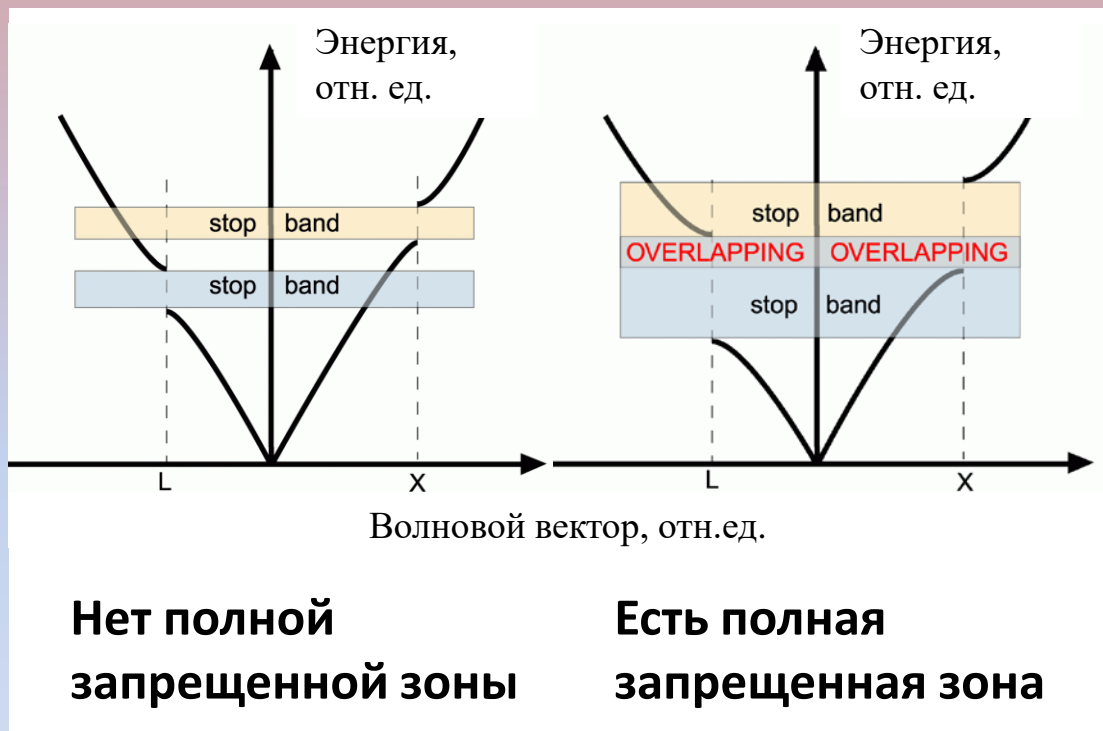 Энергия,
отн. ед.
stop band
stop band
L
X
Энергия,
отн. ед.
stop band
OVERLAPPING OVERLAPPING
stop band
L
X
Волновой вектор, отн.ед.
Нет полной
запрещенной зоны
Есть полная
запрещенная зона